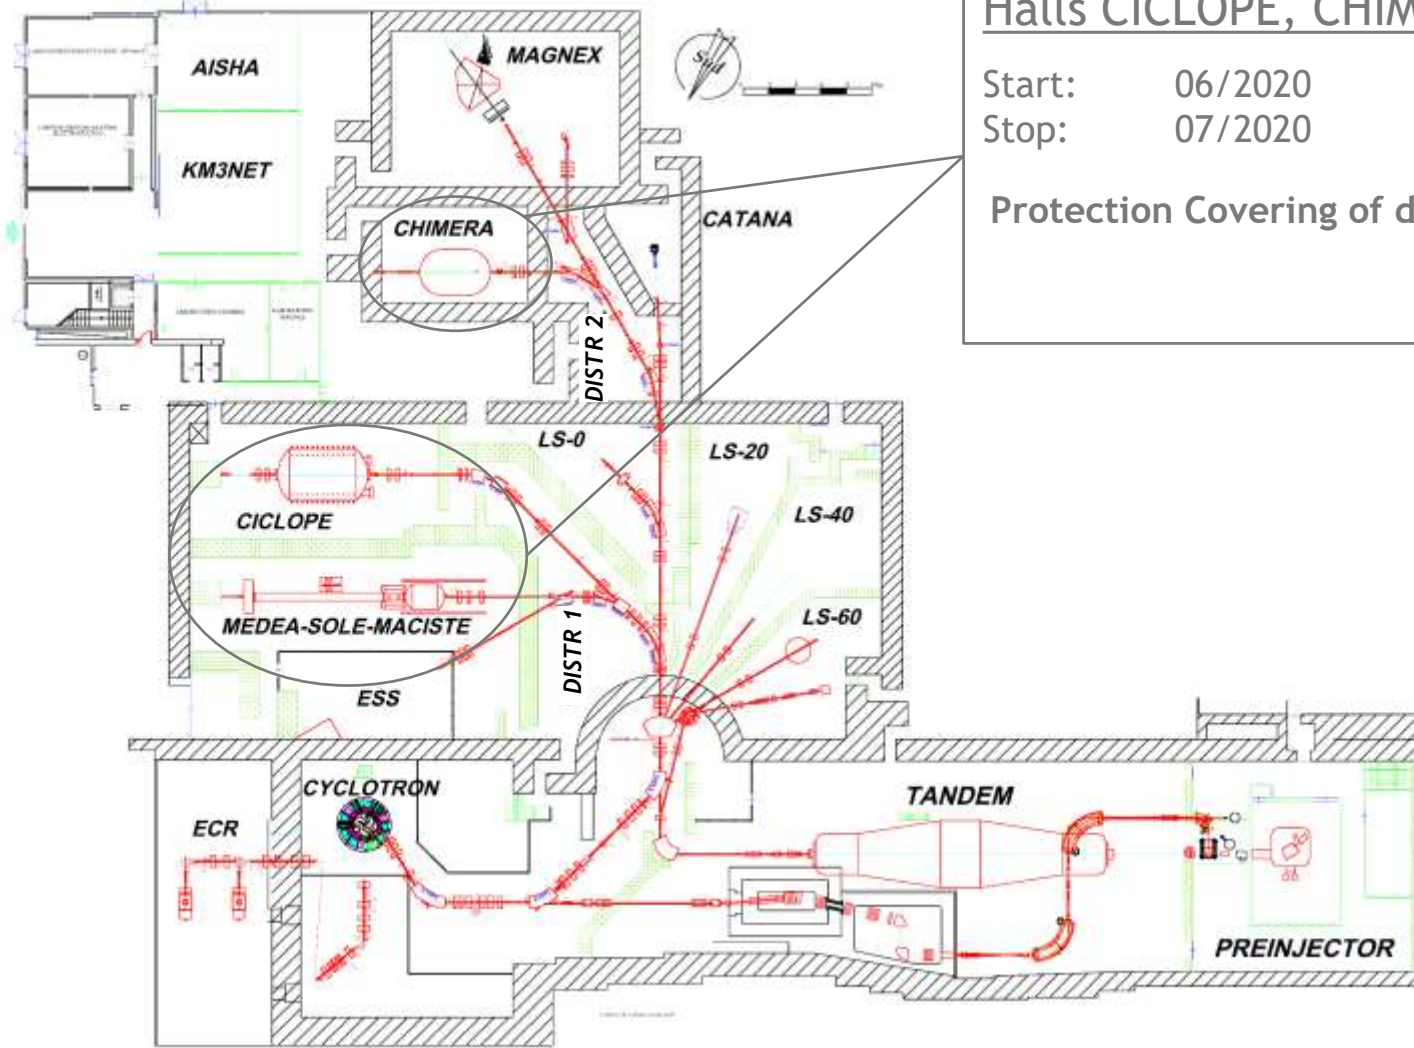 Halls CICLOPE, CHIM
Start: 06/2020
Stop: 07/2020
Protection Covering of d
AISHA
MAGNEX
Sud
KM3NET
CHIMERA
CATANA
DISTR 2
LS-0
LS-20
CICLOPE
LS-40
MEDEA-SOLE-MACISTE
LS-60
DISTR 1
ESS
CYCLOTRON
TANDEM
ECR
PREINJECTOR